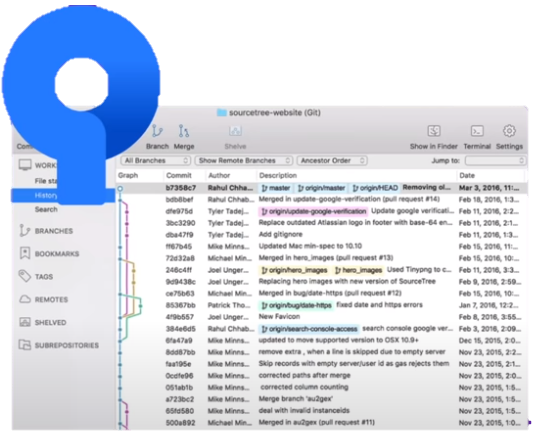 sourcetree-website (Git)
Branch Merge Shelve Show in Finder Terminal Settings
All Branches Show Remote Branches Ancestor Order Jump to:
Graph Commit Author Description Date
WORK
File sta
History
Search
BRANCHES
BOOKMARKS
TAGS
REMOTES
SHELVED
SUBREPOSITORIES
b7358c7 Rahul Chha... master origin/master origin/HEAD Removing ol... Mar 3, 2016, 11:...
bdb8bef Rahul Chhab... Merged in update-google-verification (pull request #14) Feb 18, 2016, 1:3...
dfe975d Tyler Tadej... origin/update-google-verification Update google verificati... Feb 11, 2016, 2:2...
3bc3290 Tyler Tadej... Replace outdated Atlassian logo in footer with base-64 en... Feb 11, 2016, 2:1...
dba47f9 Tyler Tadej... Add gitignore Feb 11, 2016, 1:3...
ff67b45 Mike Minns... Updated Mac min-spec to 10.10 Feb 15, 2016, 11:...
72d32a8 Michael Min... Merged in hero_images (pull request #13) Feb 15, 2016, 10:...
246c4ff Joel Unger... origin/hero_images hero_images Used Tinypng to c... Feb 11, 2016, 3:3...
9d9438c Joel Unger... Replacing hero images with new version of SourceTree Feb 9, 2016, 2:59...
ce75b63 Michael Min... Merged in bug/date-https (pull request #12) Feb 15, 2016, 10:...
85367bb Patrick Tho... origin/bug/date-https fixed date and https errors Jan 7, 2016, 12:2...
4f9b557 Joel Unger... New Favicon Feb 8, 2016, 3:55...
384e6d5 Rahul Chhab... origin/search-console-access search console google ver... Feb 3, 2016, 2:09...
6fa47a9 Mike Minns... updated to move supported version to OSX 10.9+ Dec 15, 2015, 2:0...
8dd87bb Mike Minns... remove extra , when a line is skipped due to empty server Nov 23, 2015, 2:2...
faa195e Mike Minns... Skip records with empty server/user id as gas rejects them Nov 23, 2015, 2:1...
0cdfe96 Mike Minns... corrected paths after merge Nov 23, 2015, 2:0...
051ab1b Mike Minns... corrected column counting Nov 23, 2015, 1:5...
a723bc2 Mike Minns... Merge branch 'au2gex' Nov 23, 2015, 1:5...
65fd580 Mike Minns... deal with invalid instanceids Nov 23, 2015, 1:5...
500a892 Michael Min... Merged in au2gex (pull request #11) Nov 23, 2015, 1:0...